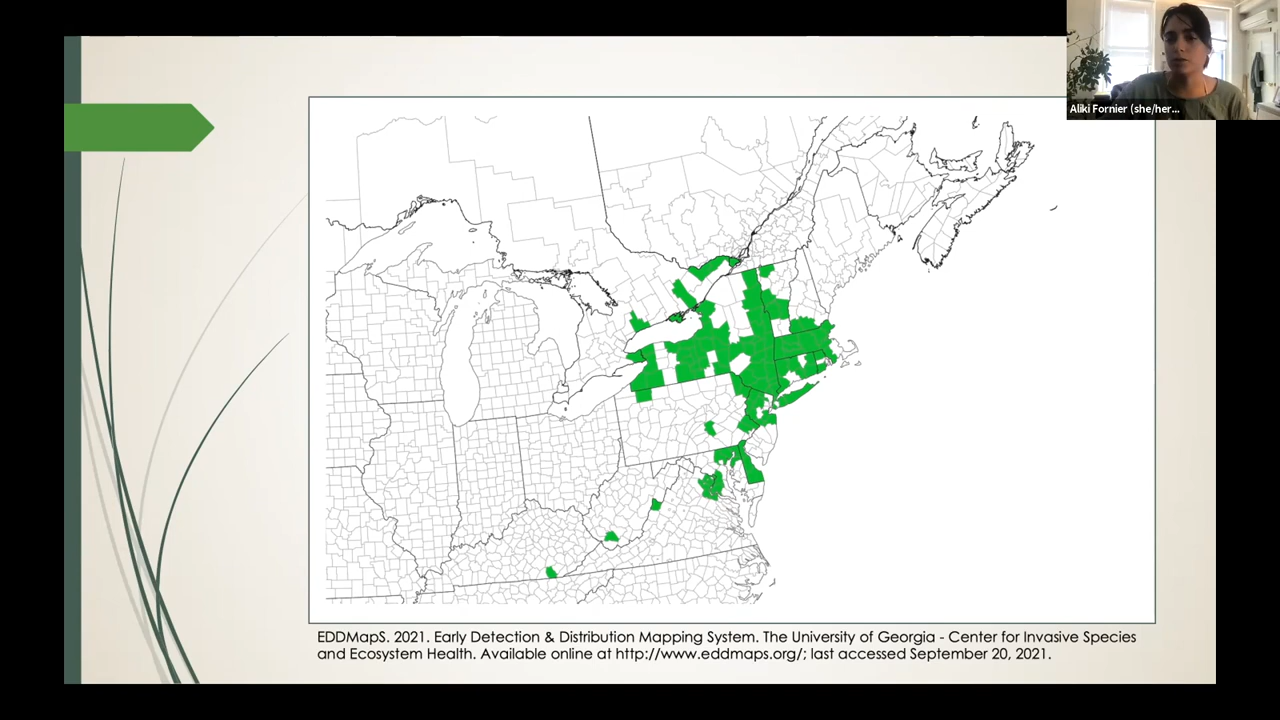 Aliki Fornier (she/her...
EDDMapS. 2021. Early Detection & Distribution Mapping System. The University of Georgia - Center for Invasive Species
and Ecosystem Health. Available online at http://www.eddmaps.org/; last accessed September 20, 2021.